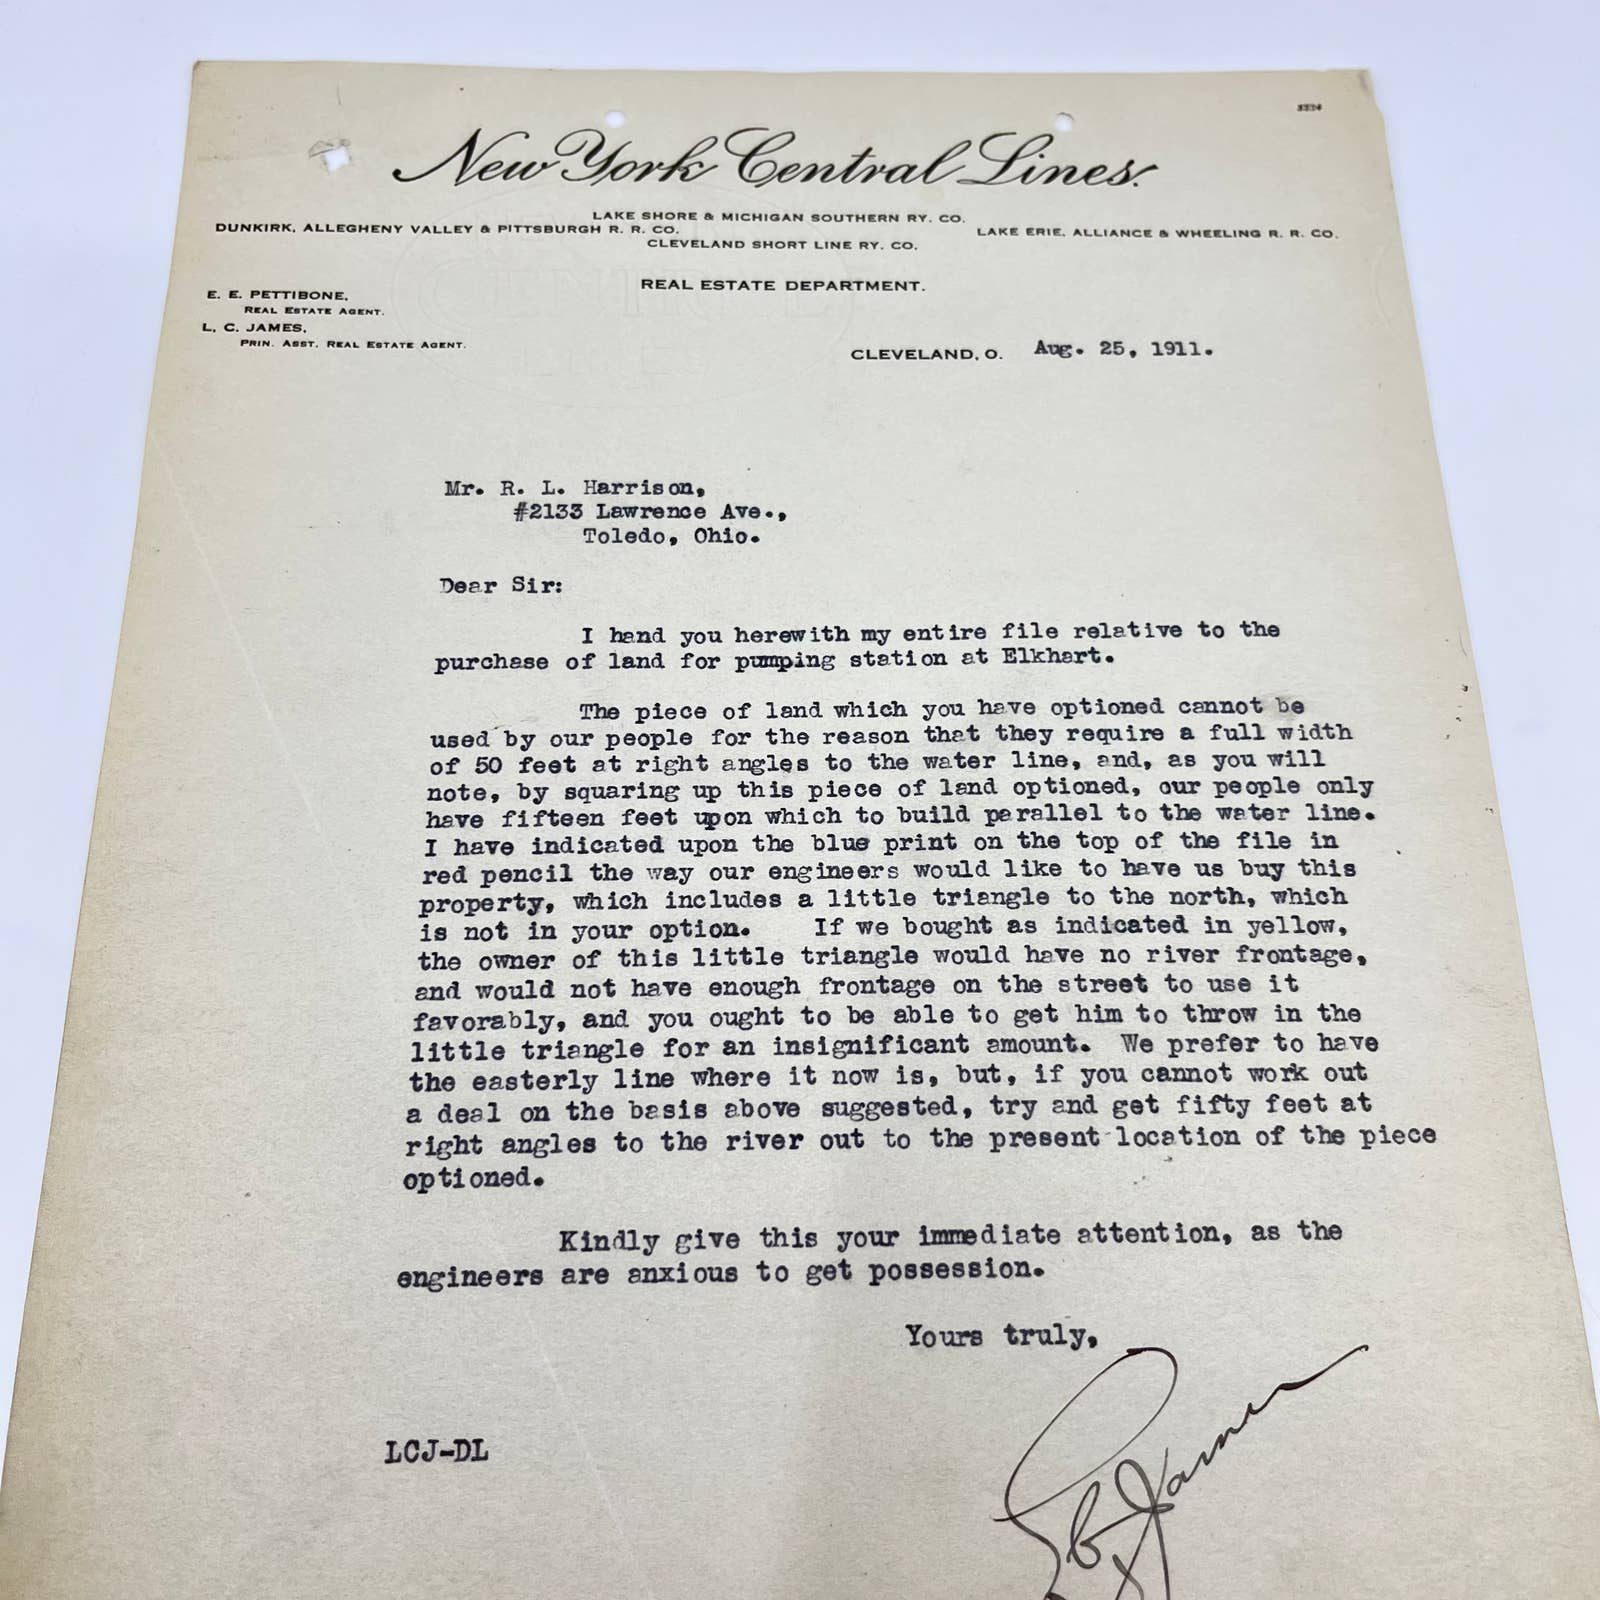 New York Central Lines.
LAKE SHORE & MICHIGAN SOUTHERN RY. CO.
DUNKIRK, ALLEGHENY VALLEY & PITTSBURGH R. R. CO.
LAKE ERIE, ALLIANCE & WHEELING R. R. CO.
CLEVELAND SHORT LINE RY. CO.
REAL ESTATE DEPARTMENT.
E. E. PETTIBONE,
REAL ESTATE AGENT.
L. C. JAMES,
PRIN. ASST. REAL ESTATE AGENT.
CLEVELAND, O. Aug. 25, 1911.
Mr. R. L. Harrison,
#2133 Lawrence Ave.,
Toledo, Ohio.
Dear Sir:
I hand you herewith my entire file relative to the
purchase of land for pumping station at Elkhart.
The piece of land which you have optioned cannot be
used by our people for the reason that they require a full width
of 50 feet at right angles to the water line, and, as you will
note, by squaring up this piece of land optioned, our people only
have fifteen feet upon which to build parallel to the water line.
I have indicated upon the blue print on the top of the file in
red pencil the way our engineers would like to have us buy this
property, which includes a little triangle to the north, which
is not in your option. If we bought as indicated in yellow,
the owner of this little triangle would have no river frontage,
and would not have enough frontage on the street to use it
favorably, and you ought to be able to get him to throw in the
little triangle for an insignificant amount. We prefer to have
the easterly line where it now is, but, if you cannot work out
a deal on the basis above suggested, try and get fifty feet at
right angles to the river out to the present location of the piece
optioned.
Kindly give this your immediate attention, as the
engineers are anxious to get possession.
Yours truly,
LCJ-DL
L C James